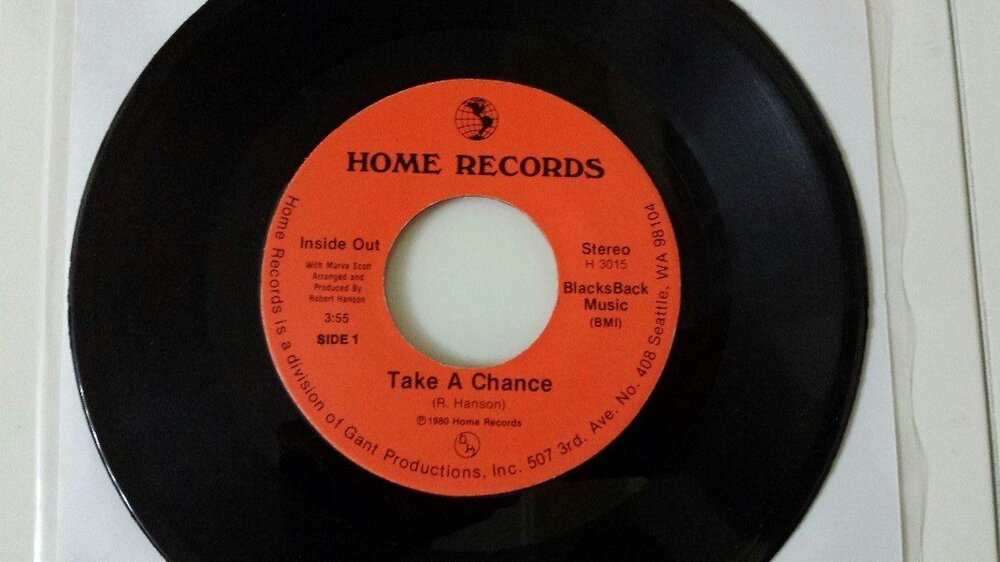 HOME RECORDS
Inside Out
With Marva Scott
Arranged and
Produced By
Robert Hanson
3:55
SIDE 1
Stereo
H 3015
BlacksBack
Music
(BMI)
Take A Chance
(R. Hanson)
℗1980 Home Records
Home Records is a division of Gant Productions, Inc. 507 3rd. Ave. No. 408 Seattle, WA 98104